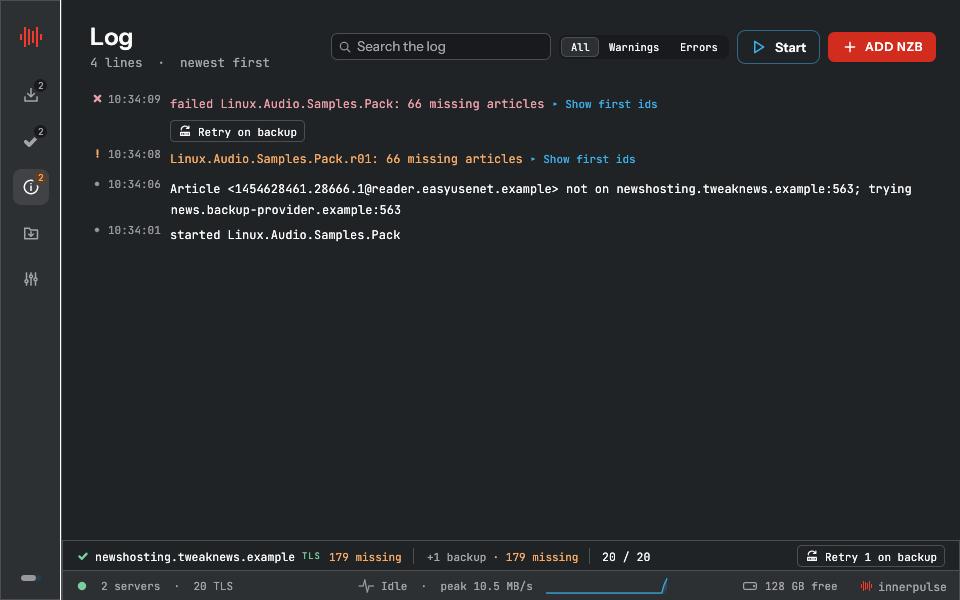 Log
4 lines · newest first
Search the log
All Warnings Errors
Start
+ ADD NZB
2
2
2
10:34:09 failed Linux.Audio.Samples.Pack: 66 missing articles ▸ Show first ids
Retry on backup
! 10:34:08 Linux.Audio.Samples.Pack.r01: 66 missing articles ▸ Show first ids
• 10:34:06 Article <1454628461.28666.1@reader.easyusenet.example> not on newshosting.tweaknews.example:563; trying
news.backup-provider.example:563
• 10:34:01 started Linux.Audio.Samples.Pack
newshosting.tweaknews.example TLS 179 missing +1 backup · 179 missing 20 / 20 Retry 1 on backup
2 servers · 20 TLS Idle · peak 10.5 MB/s 128 GB free innerpulse